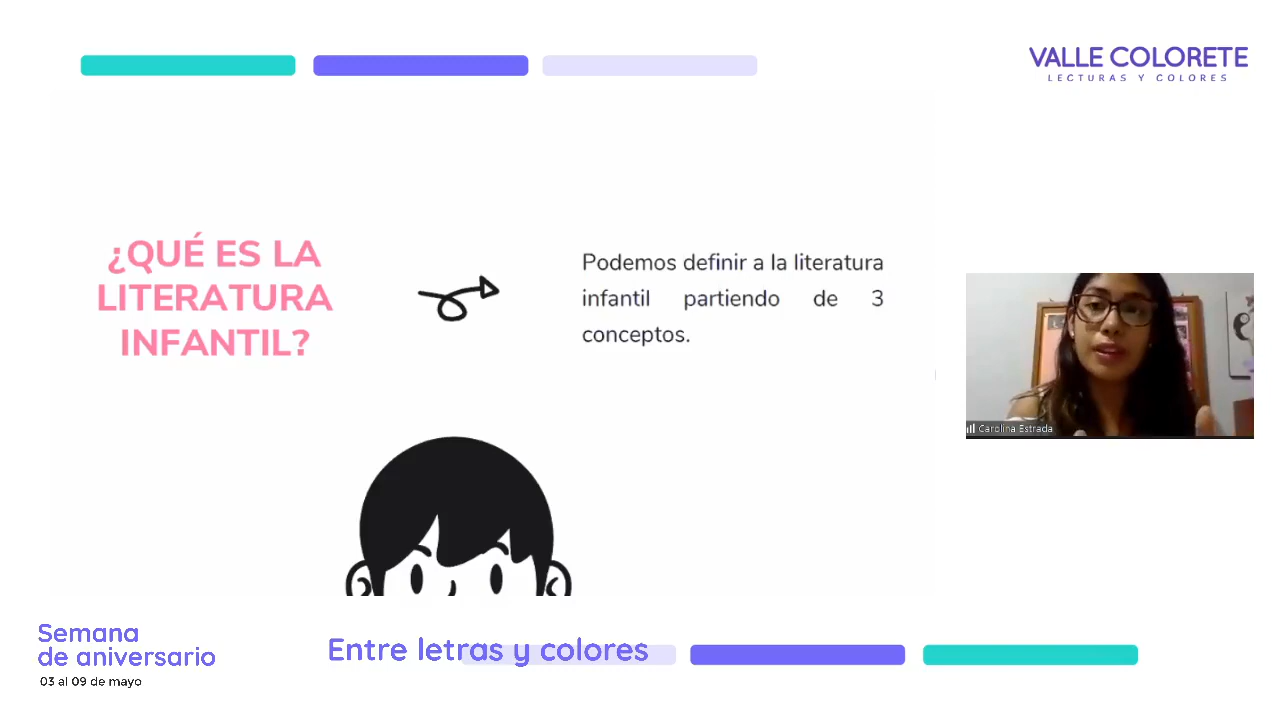 VALLE COLORETE
LECTURAS Y COLORES
¿QUÉ ES LA
LITERATURA
INFANTIL?
Podemos definir a la literatura
infantil partiendo de 3
conceptos.
Carolina Estrada
Semana
de aniversario
03 al 09 de mayo
Entre letras y colores